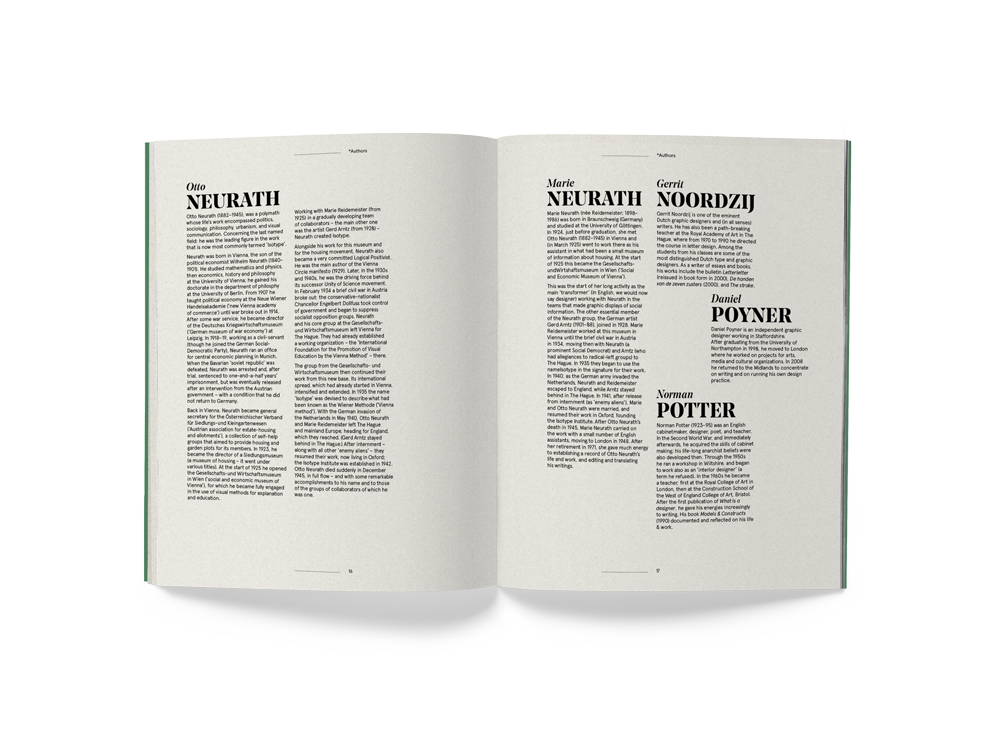 *Authors
Otto
NEURATH
Otto Neurath (1882–1945), was a polymath
whose life's work encompassed politics,
sociology, philosophy, urbanism, and visual
communication. Concerning the last named
field: he was the leading figure in the work
that is now most commonly termed 'Isotype'.
Neurath was born in Vienna, the son of the
political economist Wilhelm Neurath (1840–
1901). He studied mathematics and physics,
then economics, history and philosophy
at the University of Vienna; he gained his
doctorate in the department of philosophy
at the University of Berlin. From 1907 he
taught political economy at the Neue Wiener
Handelsakademie ('new Vienna academy
of commerce') until war broke out in 1914.
After some war service, he became director
of the Deutsches Kriegswirtschaftsmuseum
('German museum of war economy') at
Leipzig. In 1918–19, working as a civil-servant
(though he joined the German Social-
Democratic Party), Neurath ran an office
for central economic planning in Munich.
When the Bavarian 'soviet republic' was
defeated, Neurath was arrested and, after
trial, sentenced to one-and-a-half years'
imprisonment, but was eventually released
after an intervention from the Austrian
government – with a condition that he did
not return to Germany.
Back in Vienna, Neurath became general
secretary for the Österreichischer Verband
für Siedlungs-und Kleingartenwesen
('Austrian association for estate-housing
and allotments'), a collection of self-help
groups that aimed to provide housing and
garden plots for its members. In 1923, he
became the director of a Siedlungsmuseum
(a museum of housing – it went under
various titles). At the start of 1925 he opened
the Gesellschafts-und Wirtschaftsmuseum
in Wien ('social and economic museum of
Vienna'), for which he became fully engaged
in the use of visual methods for explanation
and education.
Working with Marie Reidemeister (from
1925) in a gradually developing team
of collaborators – the main other one
was the artist Gerd Arntz (from 1928) –
Neurath created Isotype.
Alongside his work for this museum and
for the housing movement, Neurath also
became a very committed Logical Positivist.
He was the main author of the Vienna
Circle manifesto (1929). Later, in the 1930s
and 1940s, he was the driving force behind
its successor Unity of Science movement.
In February 1934 a brief civil war in Austria
broke out: the conservative-nationalist
Chancellor Engelbert Dollfuss took control
of government and began to suppress
socialist opposition groups. Neurath
and his core group at the Gesellschafts-
und Wirtschaftsmuseum left Vienna for
The Hague. They had already established
a working organization – the 'International
Foundation for the Promotion of Visual
Education by the Vienna Method' – there.
The group from the Gesellschafts- und
Wirtschaftsmuseum then continued their
work from this new base. Its international
spread, which had already started in Vienna,
intensified and extended. In 1935 the name
'Isotype' was devised to describe what had
been known as the Wiener Methode ('Vienna
method'). With the German invasion of
the Netherlands in May 1940, Otto Neurath
and Marie Reidemeister left The Hague
and mainland Europe, heading for England,
which they reached. (Gerd Arntz stayed
behind in The Hague.) After internment –
along with all other 'enemy aliens' – they
resumed their work, now living in Oxford;
the Isotype Institute was established in 1942.
Otto Neurath died suddenly in December
1945, in full flow – and with some remarkable
accomplishments to his name and to those
of the groups of collaborators of which he
was one.
16
*Authors
Marie
NEURATH
Marie Neurath (née Reidemeister; 1898–
1986) was born in Braunschweig (Germany)
and studied at the University of Göttingen.
In 1924, just before graduation, she met
Otto Neurath (1882–1945) in Vienna and
(in March 1925) went to work there as his
assistant in what had been a small museum
of information about housing. At the start
of 1925 this became the Gesellschafts-
undWirtshaftsmuseum in Wien ('Social
and Economic Museum of Vienna').
This was the start of her long activity as the
main 'transformer' (in English, we would now
say designer) working with Neurath in the
teams that made graphic displays of social
information. The other essential member
of the Neurath group, the German artist
Gerd Arntz (1901–88), joined in 1928. Marie
Reidemeister worked at this museum in
Vienna until the brief civil war in Austria
in 1934, moving then with Neurath (a
prominent Social Democrat) and Arntz (who
had allegiances to radical-left groups) to
The Hague. In 1935 they began to use the
nameIsotype in the signature for their work.
In 1940, as the German army invaded the
Netherlands, Neurath and Reidemeister
escaped to England, while Arntz stayed
behind in The Hague. In 1941, after release
from internment (as 'enemy aliens'), Marie
and Otto Neurath were married, and
resumed their work in Oxford, founding
the Isotype Institute. After Otto Neurath's
death in 1945, Marie Neurath carried on
the work with a small number of English
assistants, moving to London in 1948. After
her retirement in 1971, she gave much energy
to establishing a record of Otto Neurath's
life and work, and editing and translating
his writings.
Gerrit
NOORDZIJ
Gerrit Noordzij is one of the eminent
Dutch graphic designers and (in all senses)
writers. He has also been a path-breaking
teacher at the Royal Academy of Art in The
Hague, where from 1970 to 1990 he directed
the course in letter design. Among the
students from his classes are some of the
most distinguished Dutch type and graphic
designers. As a writer of essays and books,
his works include the bulletin Letterletter
(reissued in book form in 2000), De handen
van de zeven zusters (2000), and The stroke.
Daniel
POYNER
Daniel Poyner is an independent graphic
designer working in Staffordshire.
After graduating from the University of
Northampton in 1998, he moved to London
where he worked on projects for arts,
media and cultural organizations. In 2008
he returned to the Midlands to concentrate
on writing and on running his own design
practice.
Norman
POTTER
Norman Potter (1923–95) was an English
cabinetmaker, designer, poet, and teacher.
In the Second World War, and immediately
afterwards, he acquired the skills of cabinet
making; his life-long anarchist beliefs were
also developed then. Through the 1950s
he ran a workshop in Wiltshire, and began
to work also as an 'interior designer' (a
term he refused). In the 1960s he became
a teacher, first at the Royal College of Art in
London, then at the Construction School of
the West of England College of Art, Bristol.
After the first publication of What is a
designer, he gave his energies increasingly
to writing. His book Models & Constructs
(1990) documented and reflected on his life
& work.
17